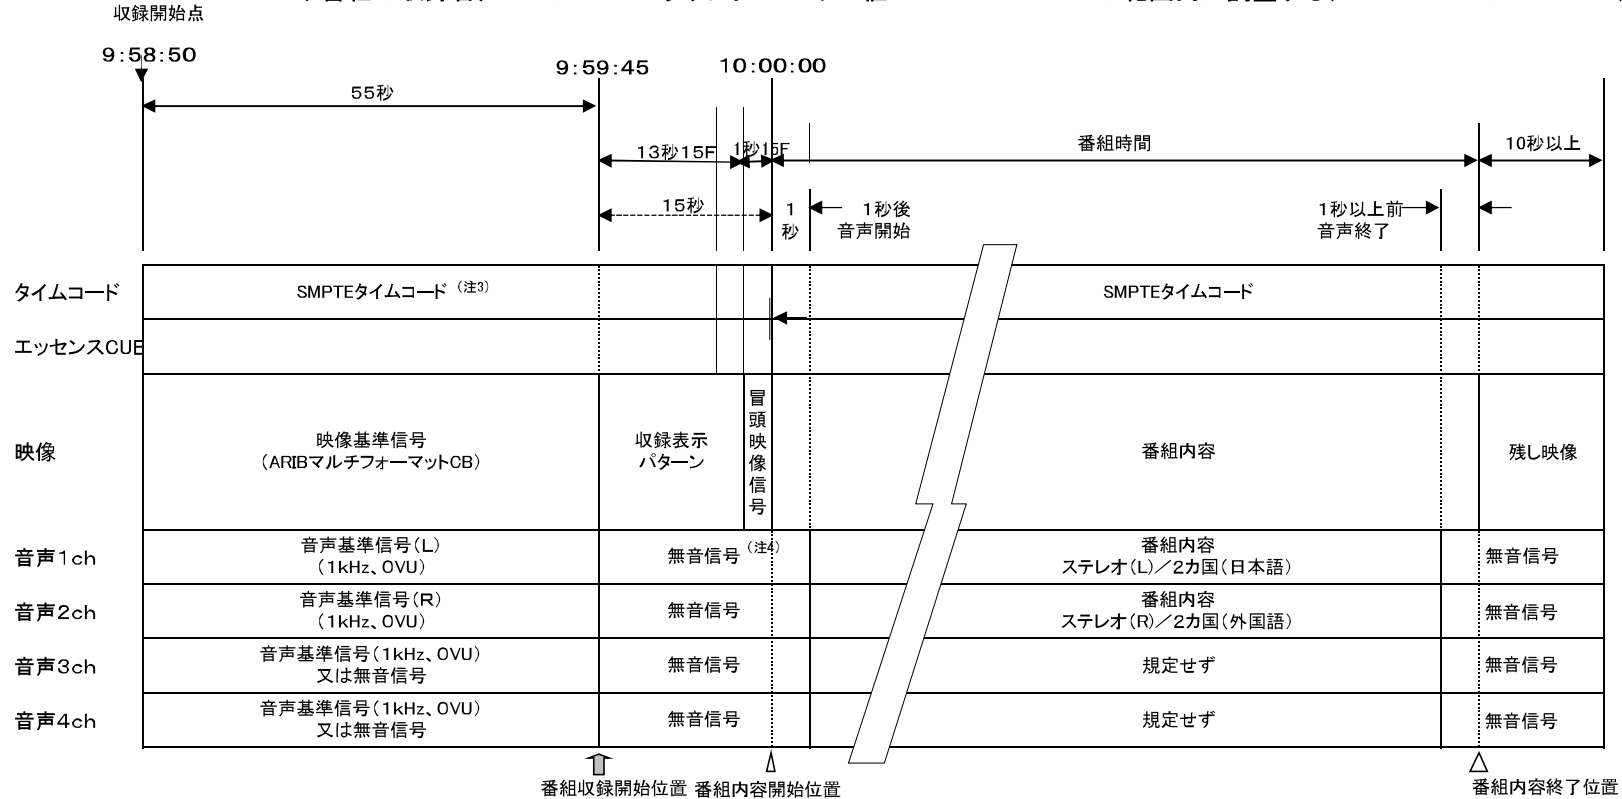 収録開始点
9:58:50
9:59:45
10:00:00
55秒
番組時間
10秒以上
13秒15F
1秒15F
15秒
1
秒
1秒後
音声開始
1秒以上前
音声終了
タイムコード
SMPTEタイムコード (注3)
SMPTEタイムコード
エッセンスCUE
映像
映像基準信号
(ARIBマルチフォーマットCB)
収録表示
パターン
冒頭映像信号
番組内容
残し映像
音声1ch
音声基準信号(L)
(1kHz、0VU)
無音信号 (注4)
番組内容
ステレオ(L)/2カ国(日本語)
無音信号
音声2ch
音声基準信号(R)
(1kHz、0VU)
無音信号
番組内容
ステレオ(R)/2カ国(外国語)
無音信号
音声3ch
音声基準信号(1kHz、0VU)
又は無音信号
無音信号
規定せず
無音信号
音声4ch
音声基準信号(1kHz、0VU)
又は無音信号
無音信号
規定せず
無音信号
番組収録開始位置
番組内容開始位置
番組内容終了位置